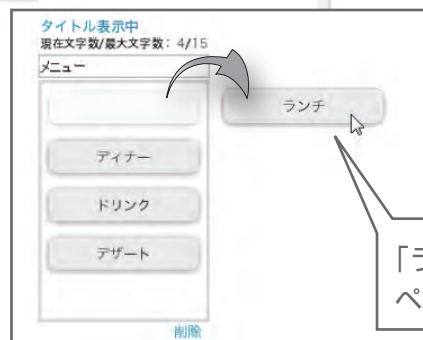 タイトル表示中
現在文字数/最大文字数: 4/15
メニュー
ランチ
ディナー
ドリンク
デザート
削除
「ラ
ペ